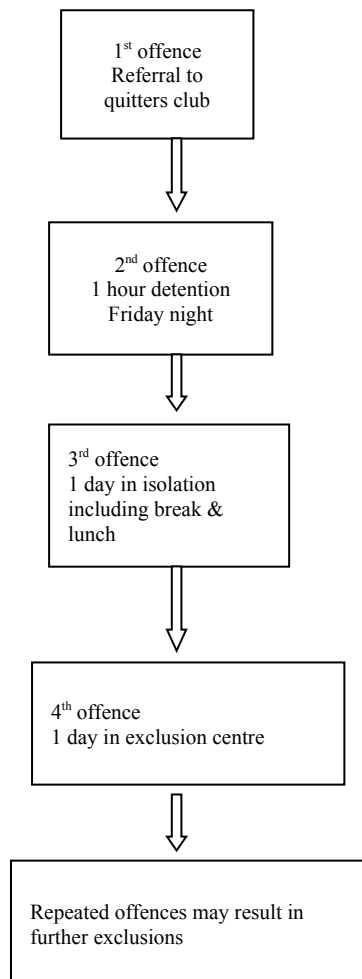 1st offence
Referral to
quitters club
2nd offence
1 hour detention
Friday night
3rd offence
1 day in isolation
including break &
lunch
4th offence
1 day in exclusion centre
Repeated offences may result in
further exclusions